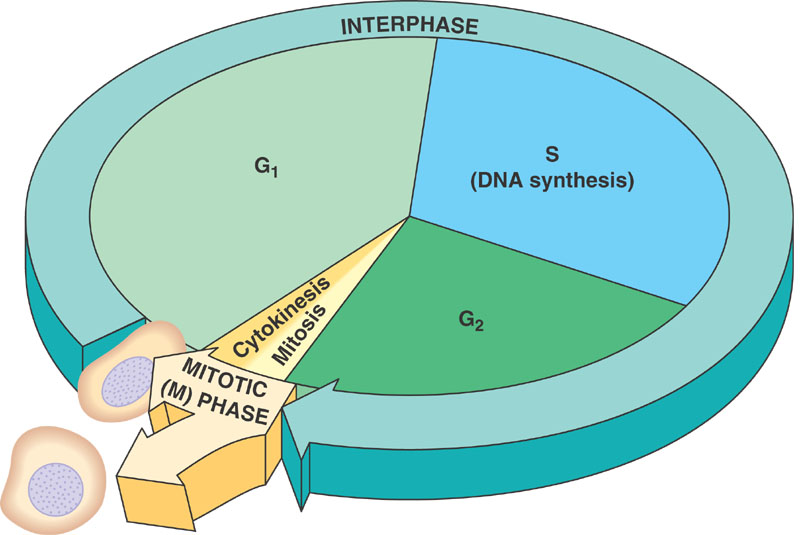 INTERPHASE
G₁
S
(DNA synthesis)
G₂
Cytokinesis
Mitosis
MITOTIC
(M) PHASE